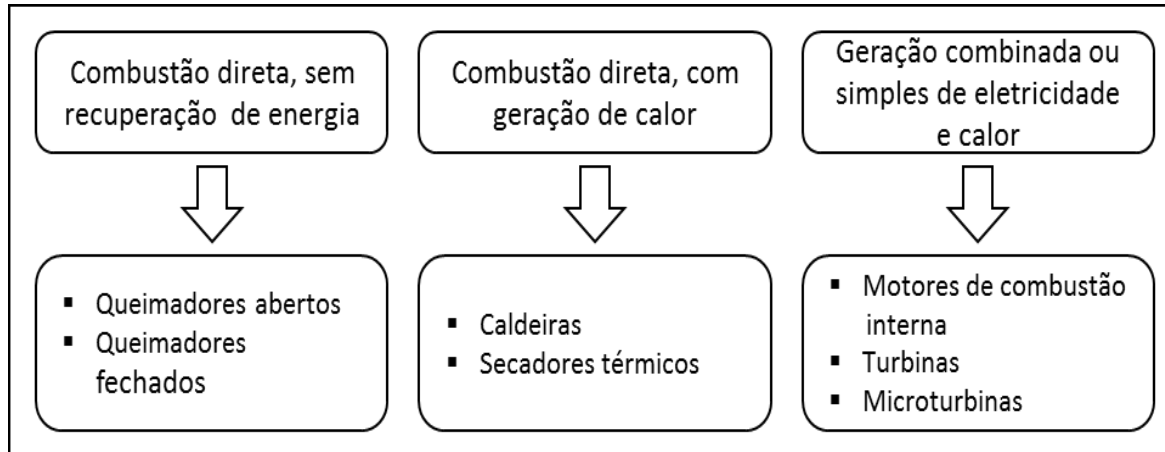 Combustão direta, sem
recuperação de energia
Combustão direta, com
geração de calor
Geração combinada ou
simples de eletricidade
e calor
▪ Queimadores abertos
▪ Queimadores
fechados
▪ Caldeiras
▪ Secadores térmicos
▪ Motores de combustão
interna
▪ Turbinas
▪ Microturbinas